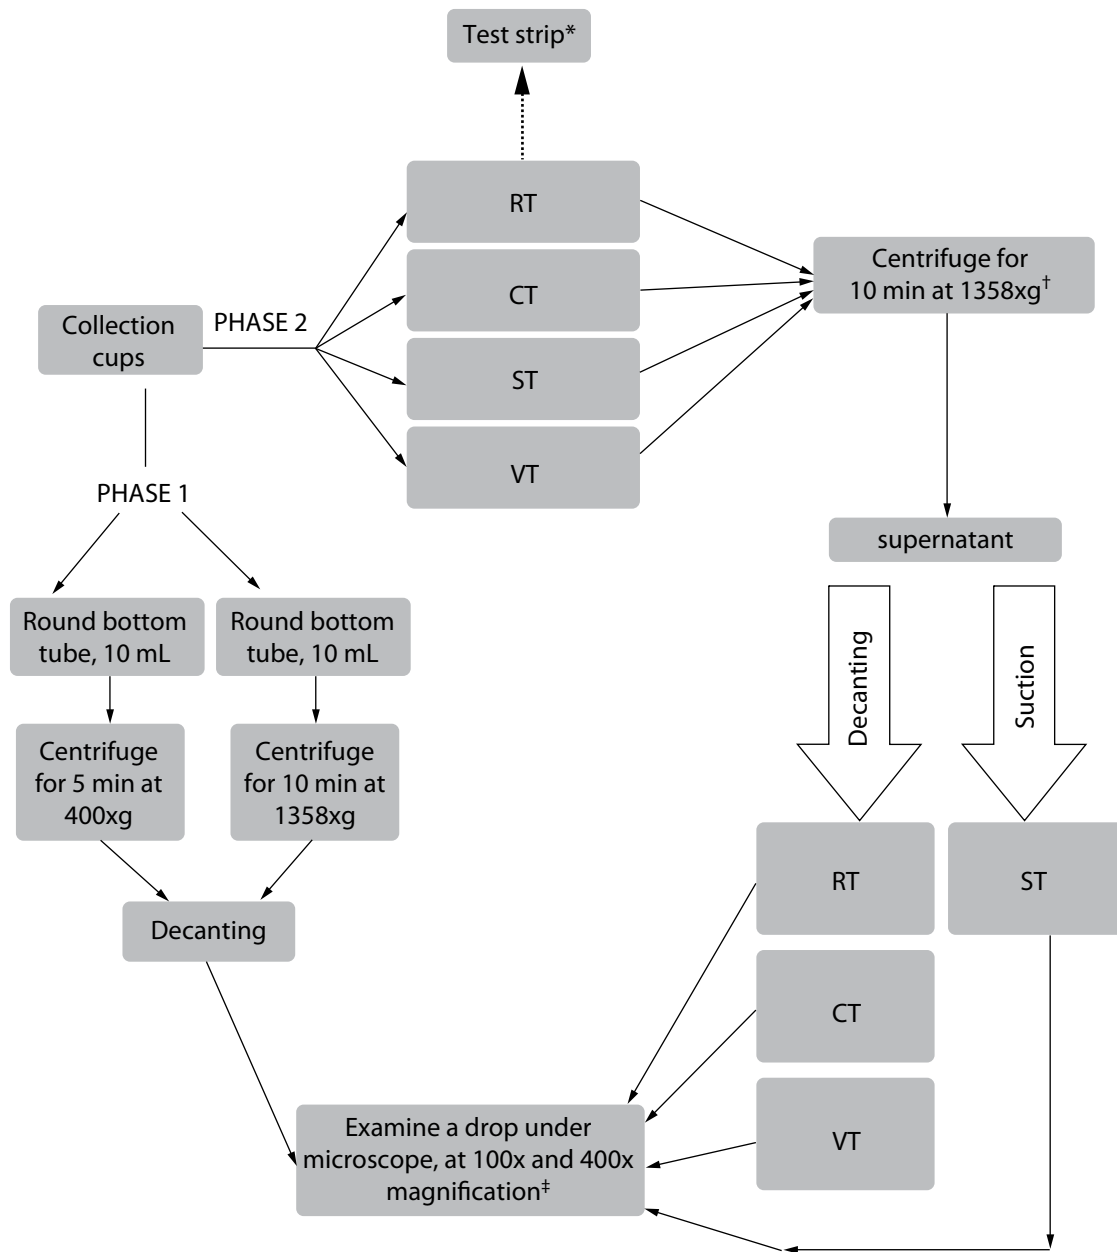 Test strip*
RT
CT
ST
VT
Centrifuge for
10 min at 1358xg†
Collection
cups
PHASE 2
PHASE 1
supernatant
Decanting
Suction
Round bottom
tube, 10 mL
Round bottom
tube, 10 mL
Centrifuge
for 5 min at
400xg
Centrifuge
for 10 min at
1358xg
Decanting
RT
ST
CT
VT
Examine a drop under
microscope, at 100x and 400x
magnification‡